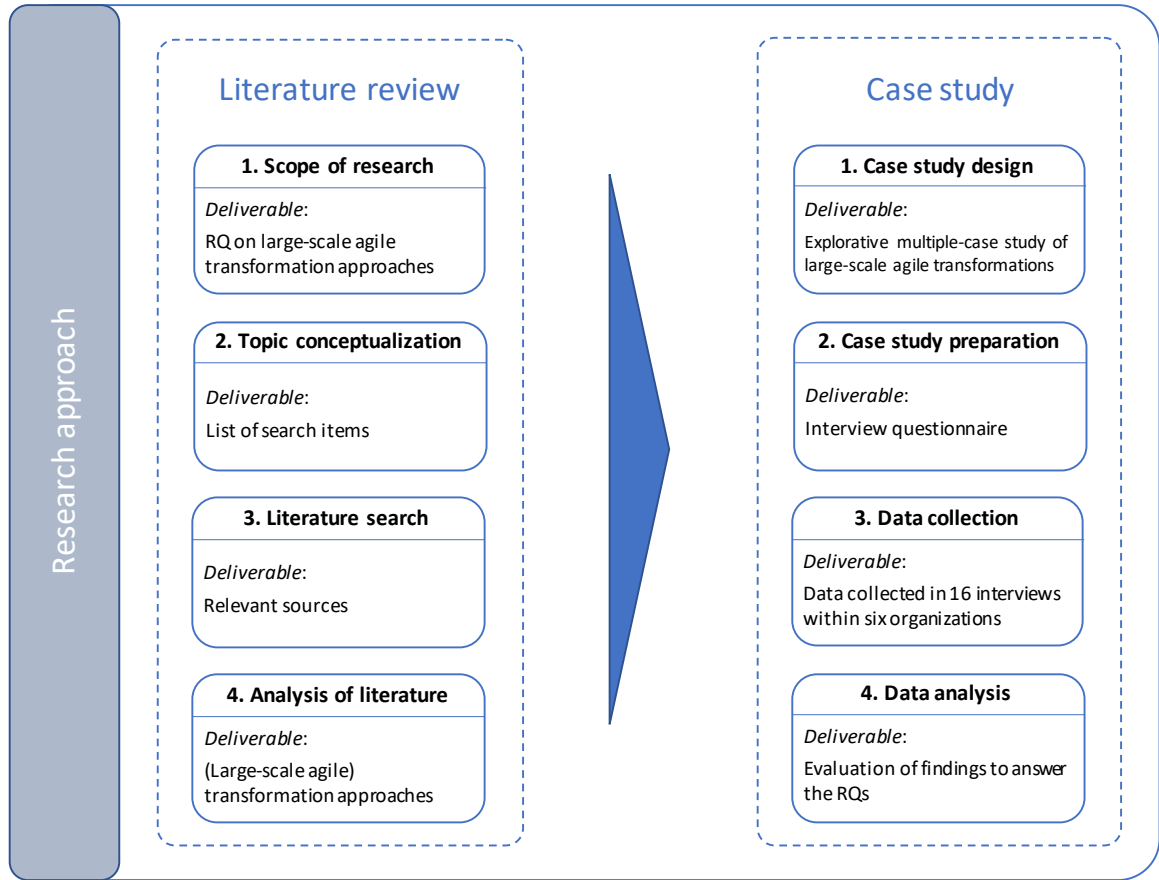 Research approach
Literature review
1. Scope of research
Deliverable:
RQ on large-scale agile
transformation approaches
2. Topic conceptualization
Deliverable:
List of search items
3. Literature search
Deliverable:
Relevant sources
4. Analysis of literature
Deliverable:
(Large-scale agile)
transformation approaches
Case study
1. Case study design
Deliverable:
Explorative multiple-case study of
large-scale agile transformations
2. Case study preparation
Deliverable:
Interview questionnaire
3. Data collection
Deliverable:
Data collected in 16 interviews
within six organizations
4. Data analysis
Deliverable:
Evaluation of findings to answer
the RQs